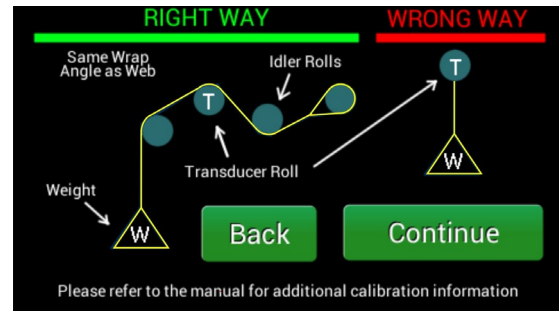 RIGHT WAY
WRONG WAY
Same Wrap
Angle as Web
Idler Rolls
T
T
Transducer Roll
Weight
W
W
Back
Continue
Please refer to the manual for additional calibration information